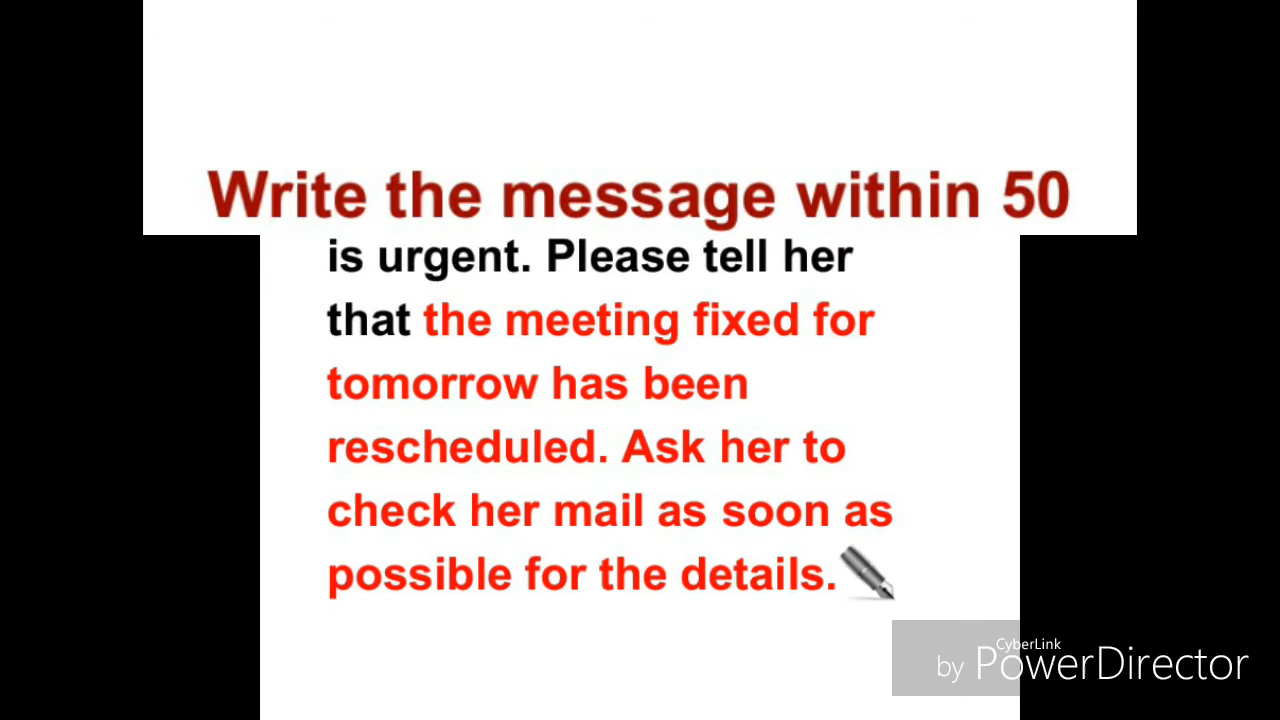 Write the message within 50
is urgent. Please tell her
that the meeting fixed for
tomorrow has been
rescheduled. Ask her to
check her mail as soon as
possible for the details.
CyberLink
by PowerDirector